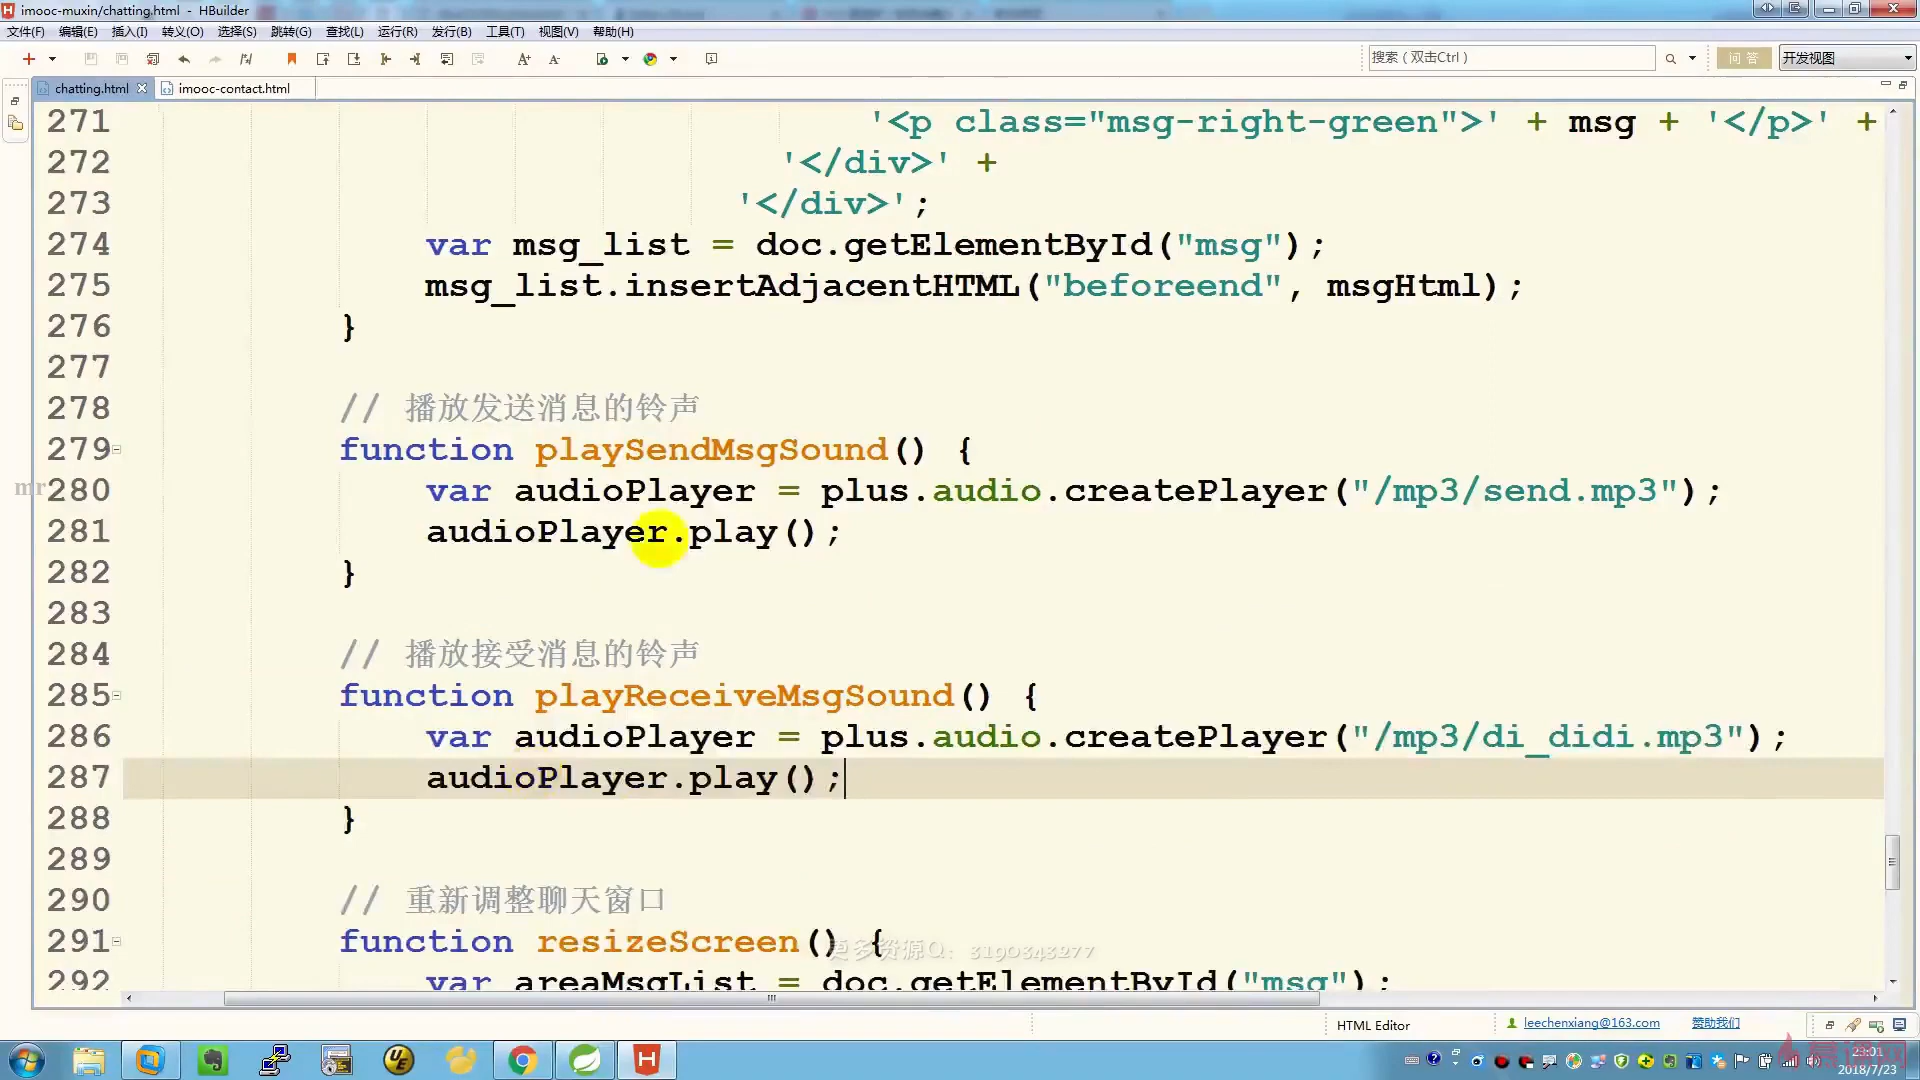 imooc-muxin/chatting.html - HBuilder
文件(F) 编辑(E) 插入(I) 转义(O) 选择(S) 跳转(G) 查找(L) 运行(R) 发行(B) 工具(T) 视图(V) 帮助(H)
搜索（双击Ctrl） 问 答 开发视图
chatting.html imooc-contact.html
271 '<p class="msg-right-green">' + msg + '</p>' +
272 '</div>' +
273 '</div>';
274 var msg_list = doc.getElementById("msg");
275 msg_list.insertAdjacentHTML("beforeend", msgHtml);
276 }
277
278 // 播放发送消息的铃声
279 function playSendMsgSound() {
280 var audioPlayer = plus.audio.createPlayer("/mp3/send.mp3");
281 audioPlayer.play();
282 }
283
284 // 播放接受消息的铃声
285 function playReceiveMsgSound() {
286 var audioPlayer = plus.audio.createPlayer("/mp3/di_didi.mp3");
287 audioPlayer.play();
288 }
289
290 // 重新调整聊天窗口
291 function resizeScreen() {
更多资源Q: 3190343277
292 var areaMsgList = doc.getElementById("msg");
HTML Editor leechenxiang@163.com 赞助我们
23:01
2018/7/23